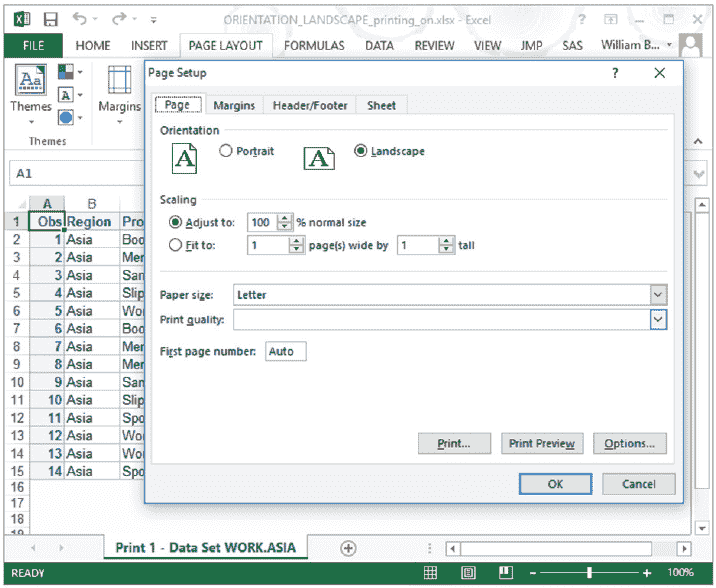 ORIENTATION_LANDSCAPE_printing_on.xlsx - Excel ?
FILE HOME INSERT PAGE LAYOUT FORMULAS DATA REVIEW VIEW JMP SAS William B...
Themes
Margins
Themes
Page Setup ?
Page Margins Header/Footer Sheet
Orientation
A Portrait A Landscape
Scaling
Adjust to: 100 % normal size
Fit to: 1 page(s) wide by 1 tall
Paper size: Letter
Print quality:
First page number: Auto
Print... Print Preview Options...
OK Cancel
A1
A B
1 Obs Region Pro
2 1 Asia Boo
3 2 Asia Mer
4 3 Asia San
5 4 Asia Slip
6 5 Asia Wo
7 6 Asia Boo
8 7 Asia Mer
9 8 Asia Mer
10 9 Asia San
11 10 Asia Slip
12 11 Asia Spo
13 12 Asia Wo
14 13 Asia Wo
15 14 Asia Spo
16
17
18
Print 1 - Data Set WORK.ASIA
READY 100%